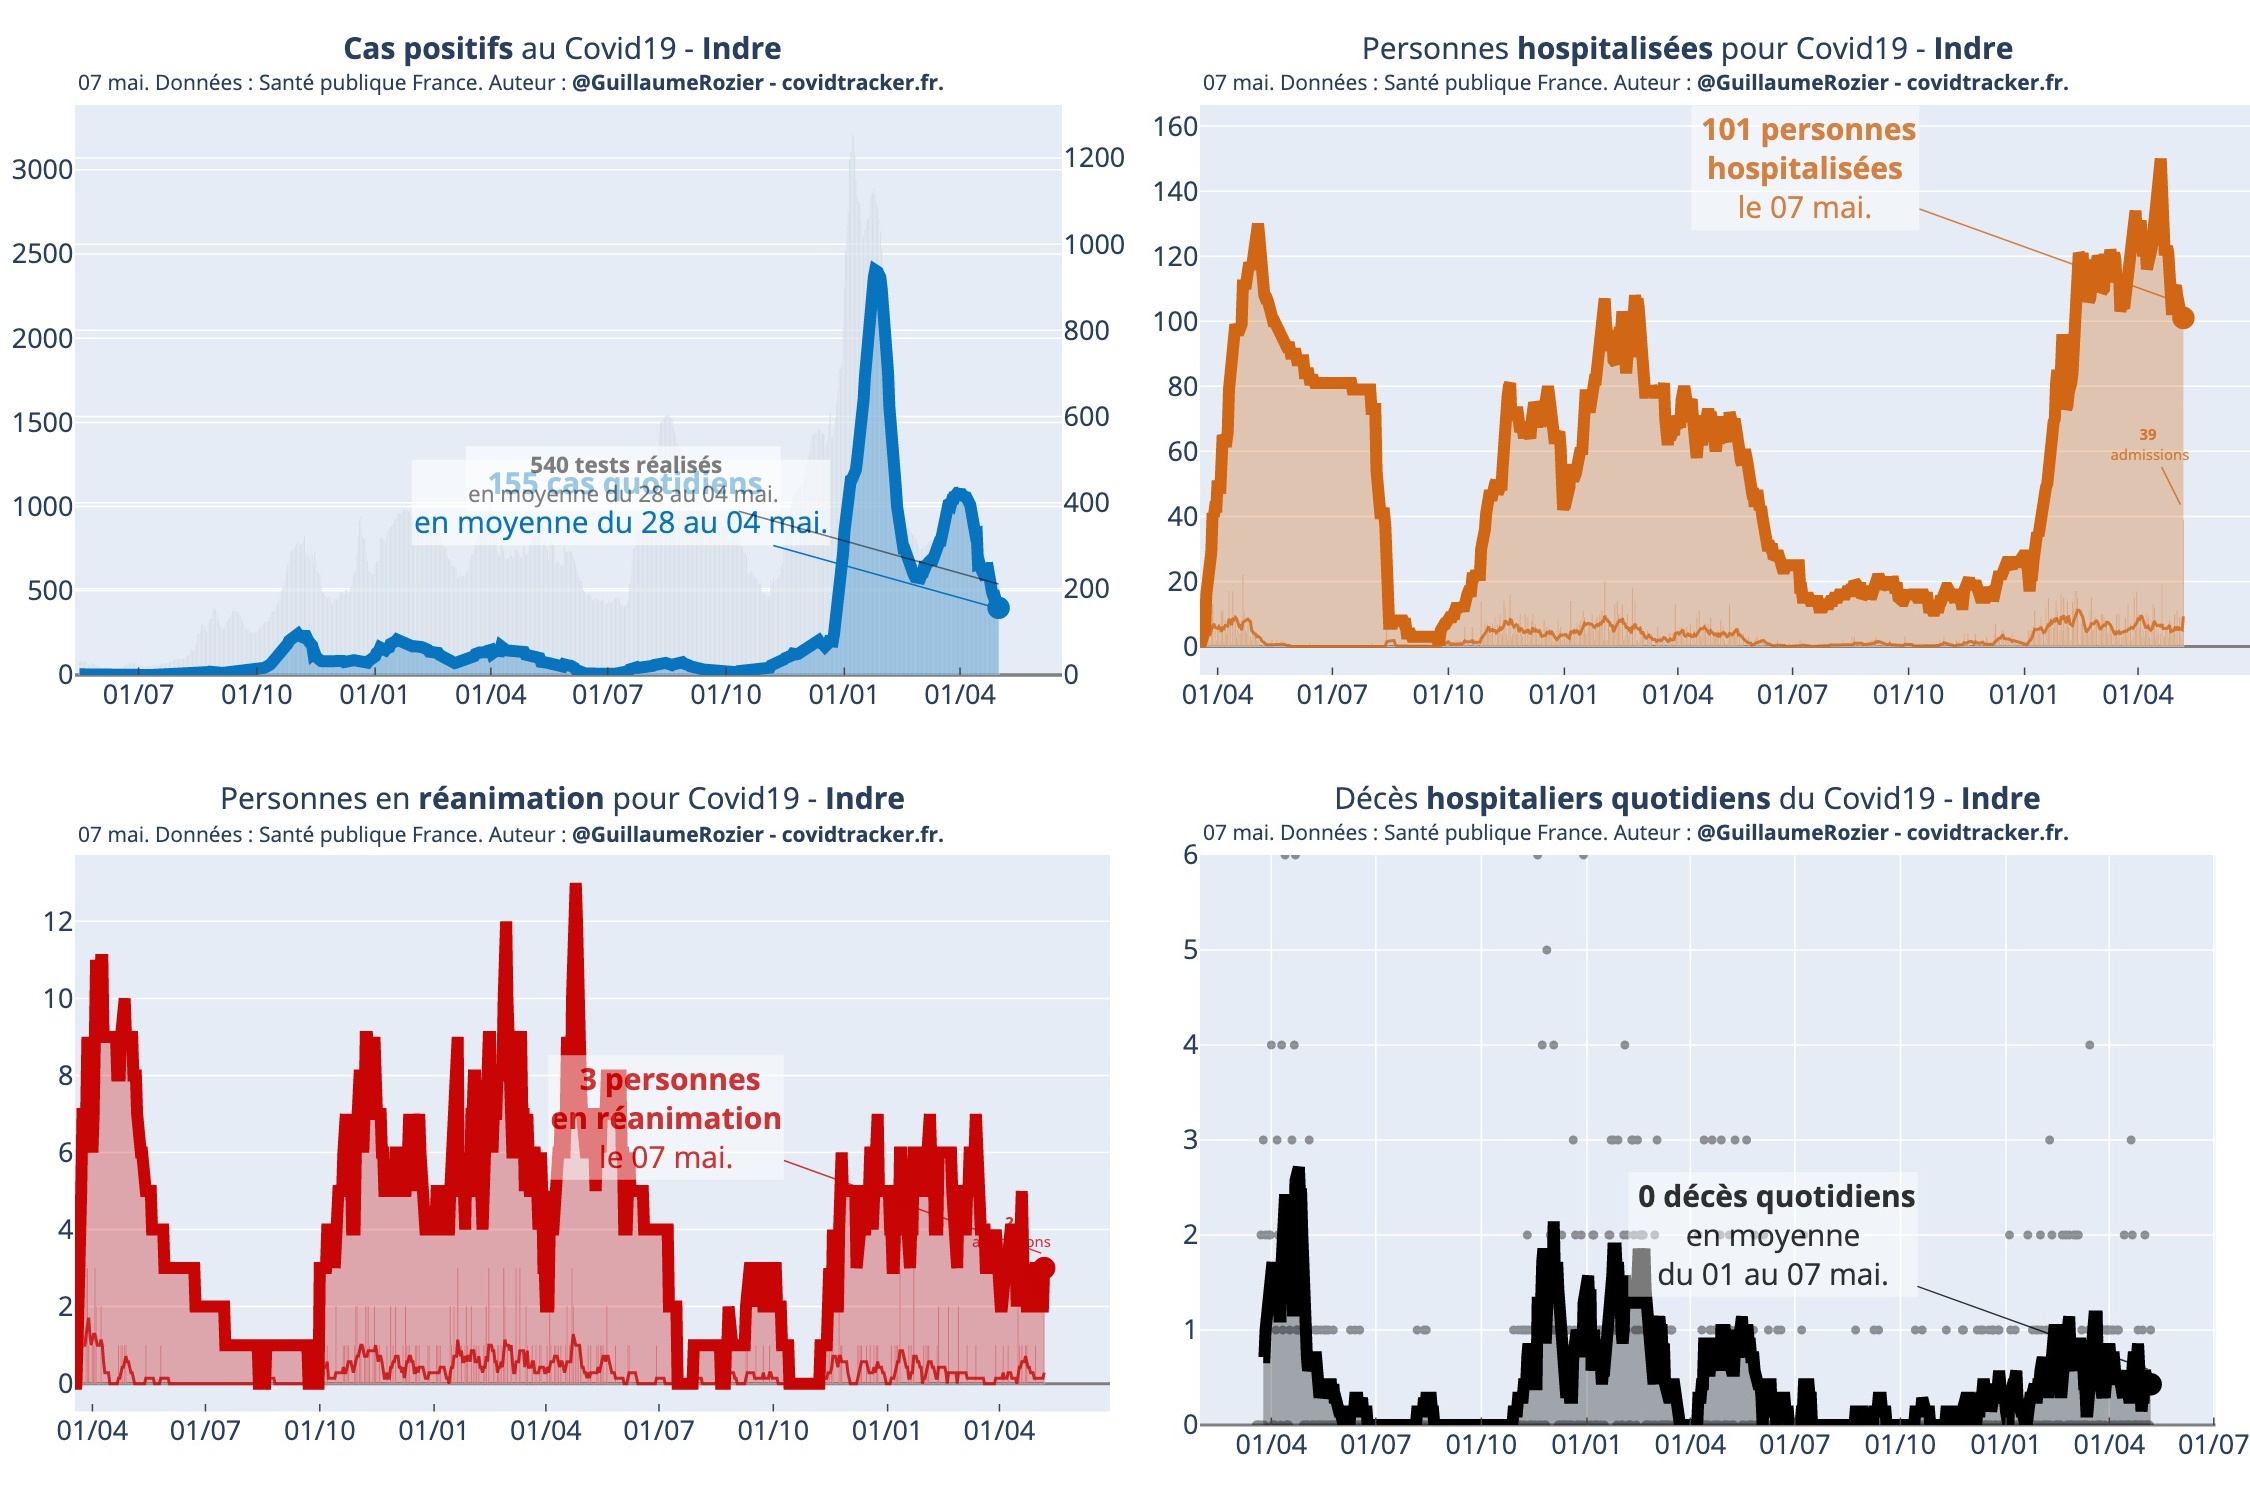 Cas positifs au Covid19 - Indre
07 mai. Données : Santé publique France. Auteur : @GuillaumeRozier - covidtracker.fr.
3000
2500
2000
1500
1000
500
0
1200
1000
800
600
400
200
0
540 tests réalisés
en moyenne du 28 au 04 mai.
155 cas quotidiens
en moyenne du 28 au 04 mai.
01/07 01/10 01/01 01/04 01/07 01/10 01/01 01/04
Personnes hospitalisées pour Covid19 - Indre
07 mai. Données : Santé publique France. Auteur : @GuillaumeRozier - covidtracker.fr.
160
140
120
100
80
60
40
20
0
101 personnes
hospitalisées
le 07 mai.
39
admissions
01/04 01/07 01/10 01/01 01/04 01/07 01/10 01/01 01/04
Personnes en réanimation pour Covid19 - Indre
07 mai. Données : Santé publique France. Auteur : @GuillaumeRozier - covidtracker.fr.
12
10
8
6
4
2
0
3 personnes
en réanimation
le 07 mai.
01/04 01/07 01/10 01/01 01/04 01/07 01/10 01/01 01/04
Décès hospitaliers quotidiens du Covid19 - Indre
07 mai. Données : Santé publique France. Auteur : @GuillaumeRozier - covidtracker.fr.
6
5
4
3
2
1
0
0 décès quotidiens
en moyenne
du 01 au 07 mai.
01/04 01/07 01/10 01/01 01/04 01/07 01/10 01/01 01/04 01/07